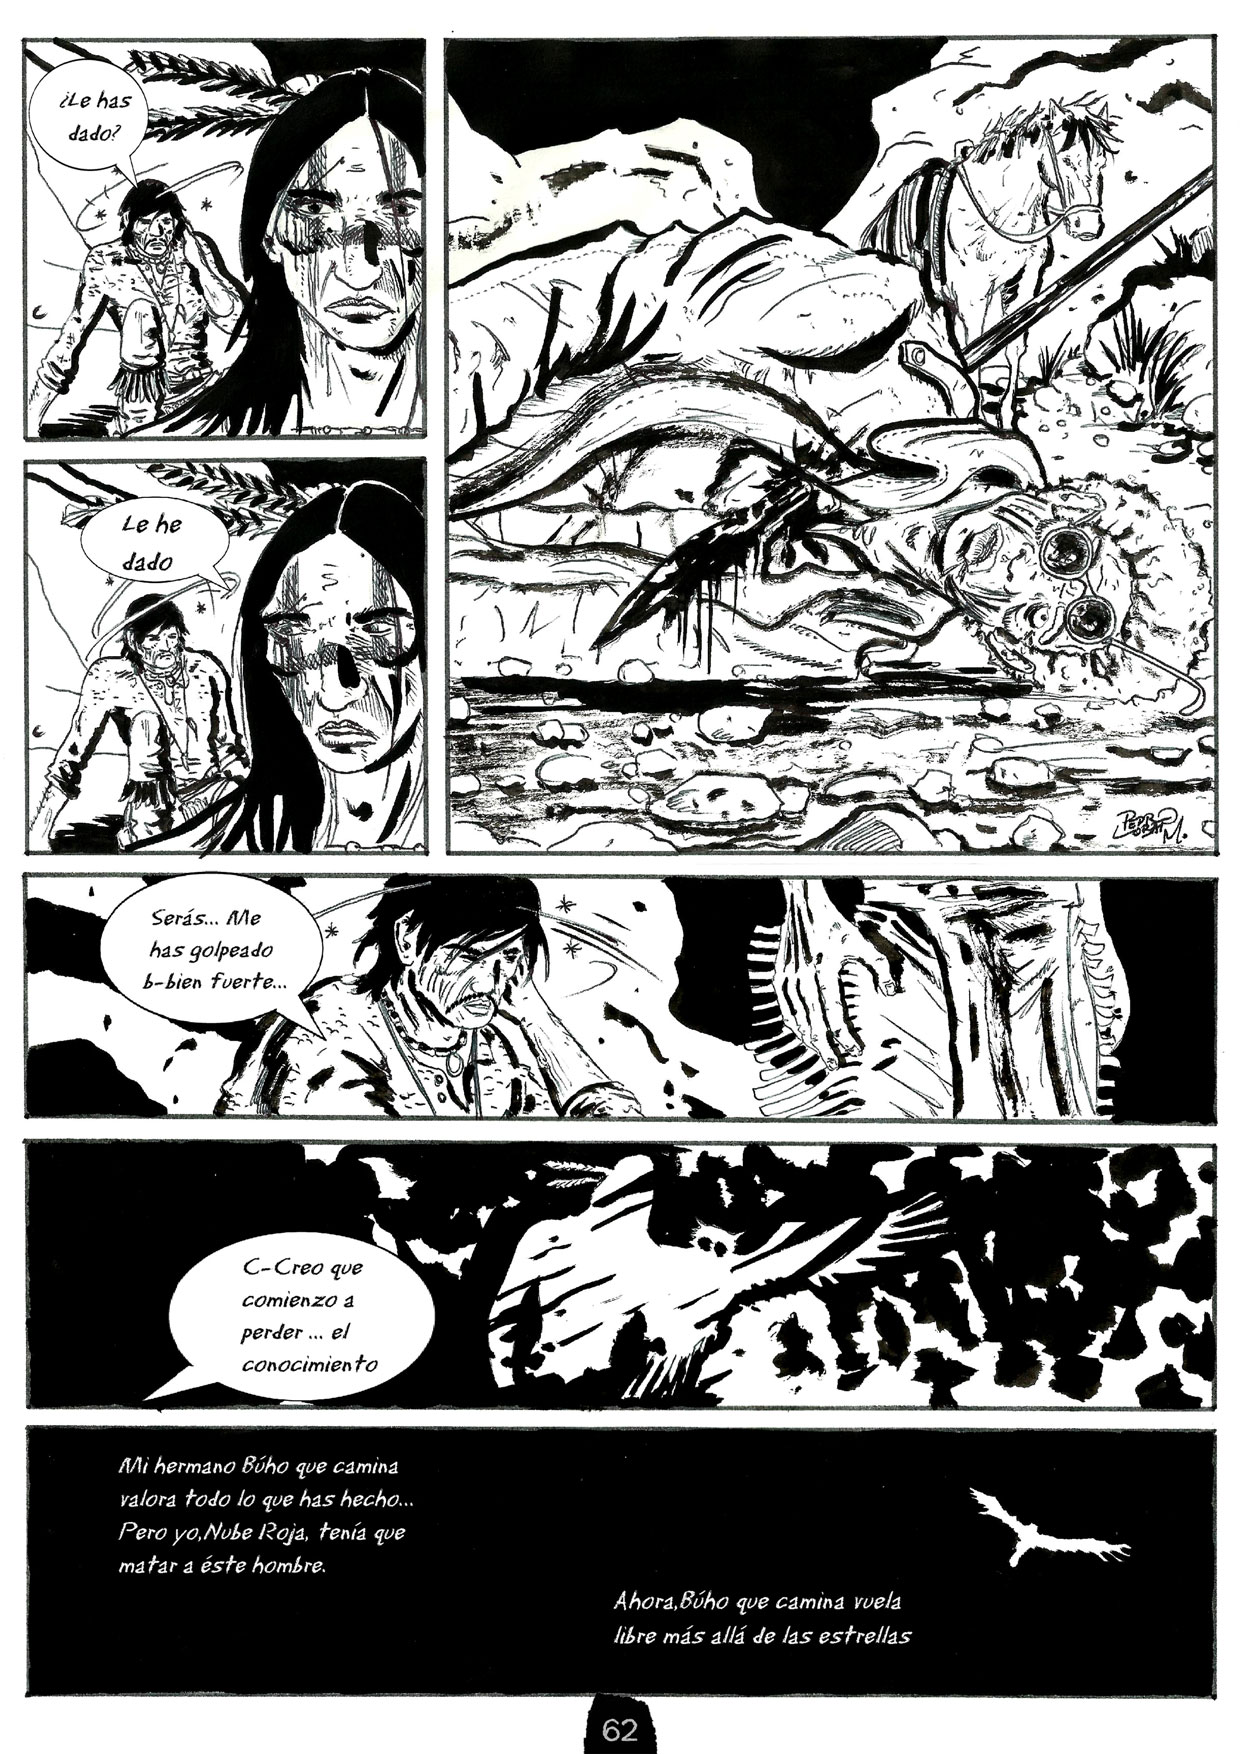 ¿Le has
dado?
Le he
dado
PEDRO
M.
Serás... Me
has golpeado
b-bien fuerte...
C-Creo que
comienzo a
perder ... el
conocimiento
Mi hermano Búho que camina
valora todo lo que has hecho...
Pero yo,Nube Roja, tenía que
matar a éste hombre.
Ahora,Búho que camina vuela
libre más allá de las estrellas
62